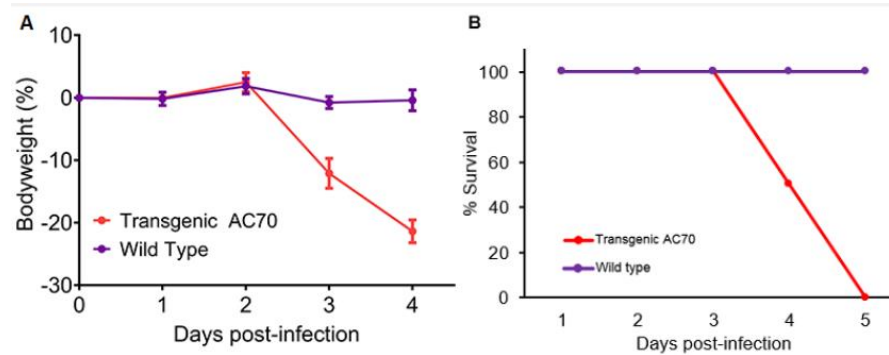 A
Bodyweight (%)
10
0
-10
-20
-30
Transgenic AC70
Wild Type
0 1 2 3 4
Days post-infection
B
% Survival
100
80
60
40
20
0
Transgenic AC70
Wild type
1 2 3 4 5
Days post-infection